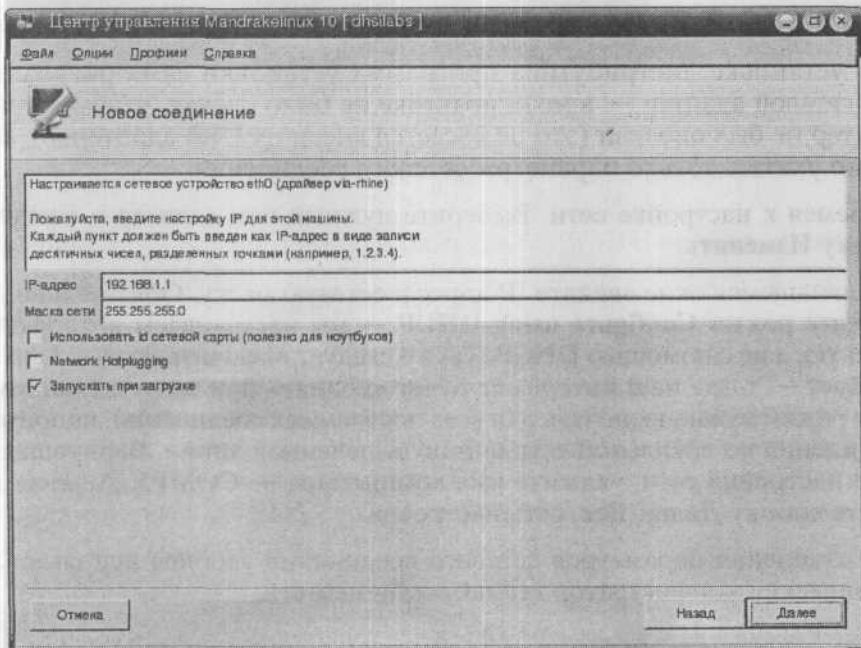 Центр управления Mandrakelinux 10 [ dhsilabs ]
Файл Опции Профили Справка
Новое соединение
Настраивается сетевое устройство eth0 (драйвер via-rhine)
Пожалуйста, введите настройку IP для этой машины.
Каждый пункт должен быть введен как IP-адрес в виде записи
десятичных чисел, разделенных точками (например, 1.2.3.4).
IP-адрес 192.168.1.1
Маска сети 255.255.255.0
Использовать id сетевой карты (полезно для ноутбуков)
Network Hotplugging
Запускать при загрузке
Отмена
Назад Далее